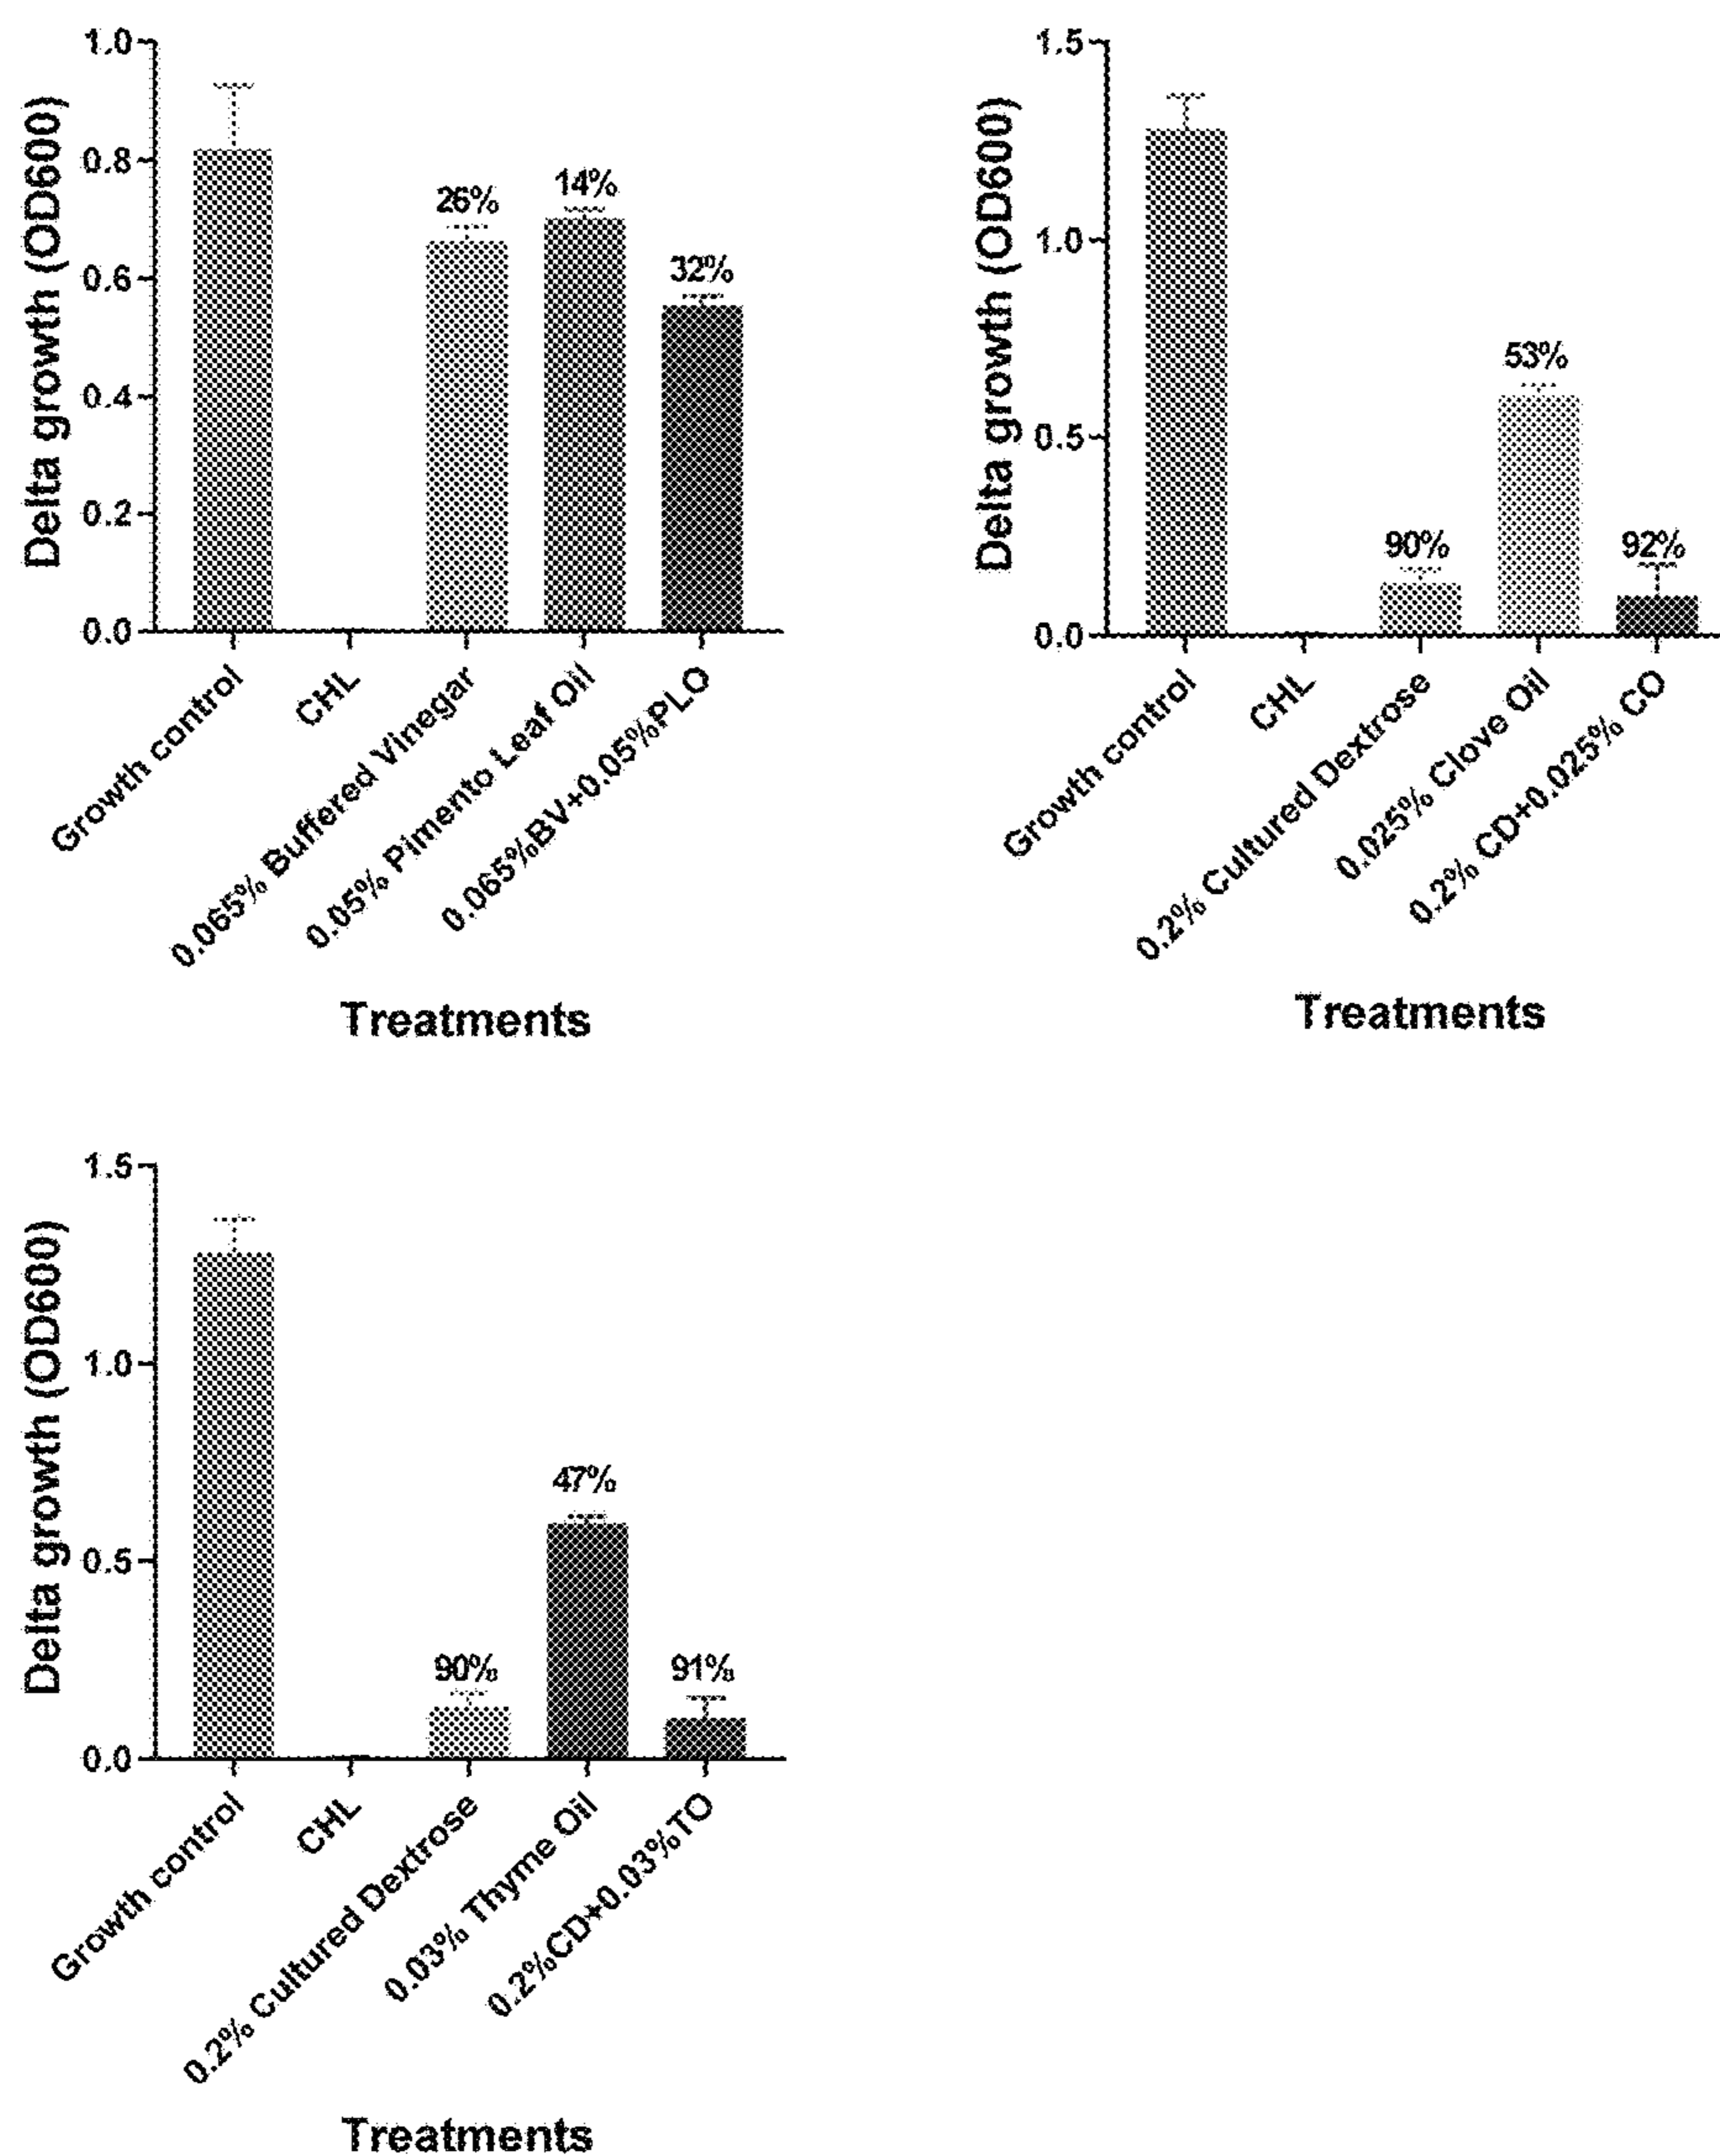 Delta growth (OD600)
1.0
0.8
0.6
0.4
0.2
0.0
26%
14%
32%
Growth control
CHL
0.065% Buffered Vinegar
0.05% Pimento Leaf Oil
0.065%BV+0.05%PLO
Treatments
Delta growth (OD600)
1.5
1.0
0.5
0.0
90%
53%
92%
Growth control
CHL
0.2% Cultured Dextrose
0.025% Clove Oil
0.2% CD+0.025% CO
Treatments
Delta growth (OD600)
1.5
1.0
0.5
0.0
90%
47%
91%
Growth control
CHL
0.2% Cultured Dextrose
0.03% Thyme Oil
0.2%CD+0.03%TO
Treatments